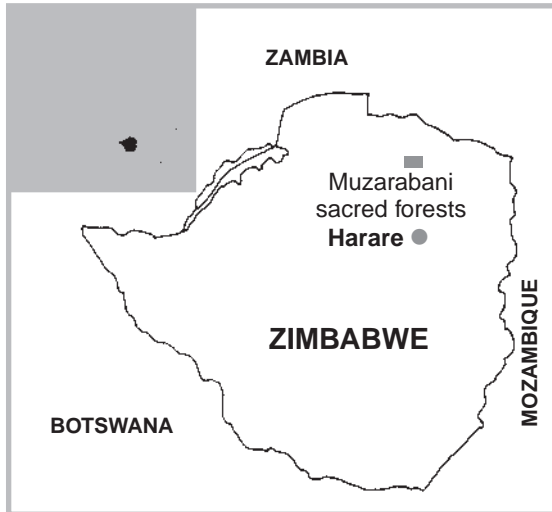 ZAMBIA
Muzarabani
sacred forests
Harare
ZIMBABWE
MOZAMBIQUE
BOTSWANA